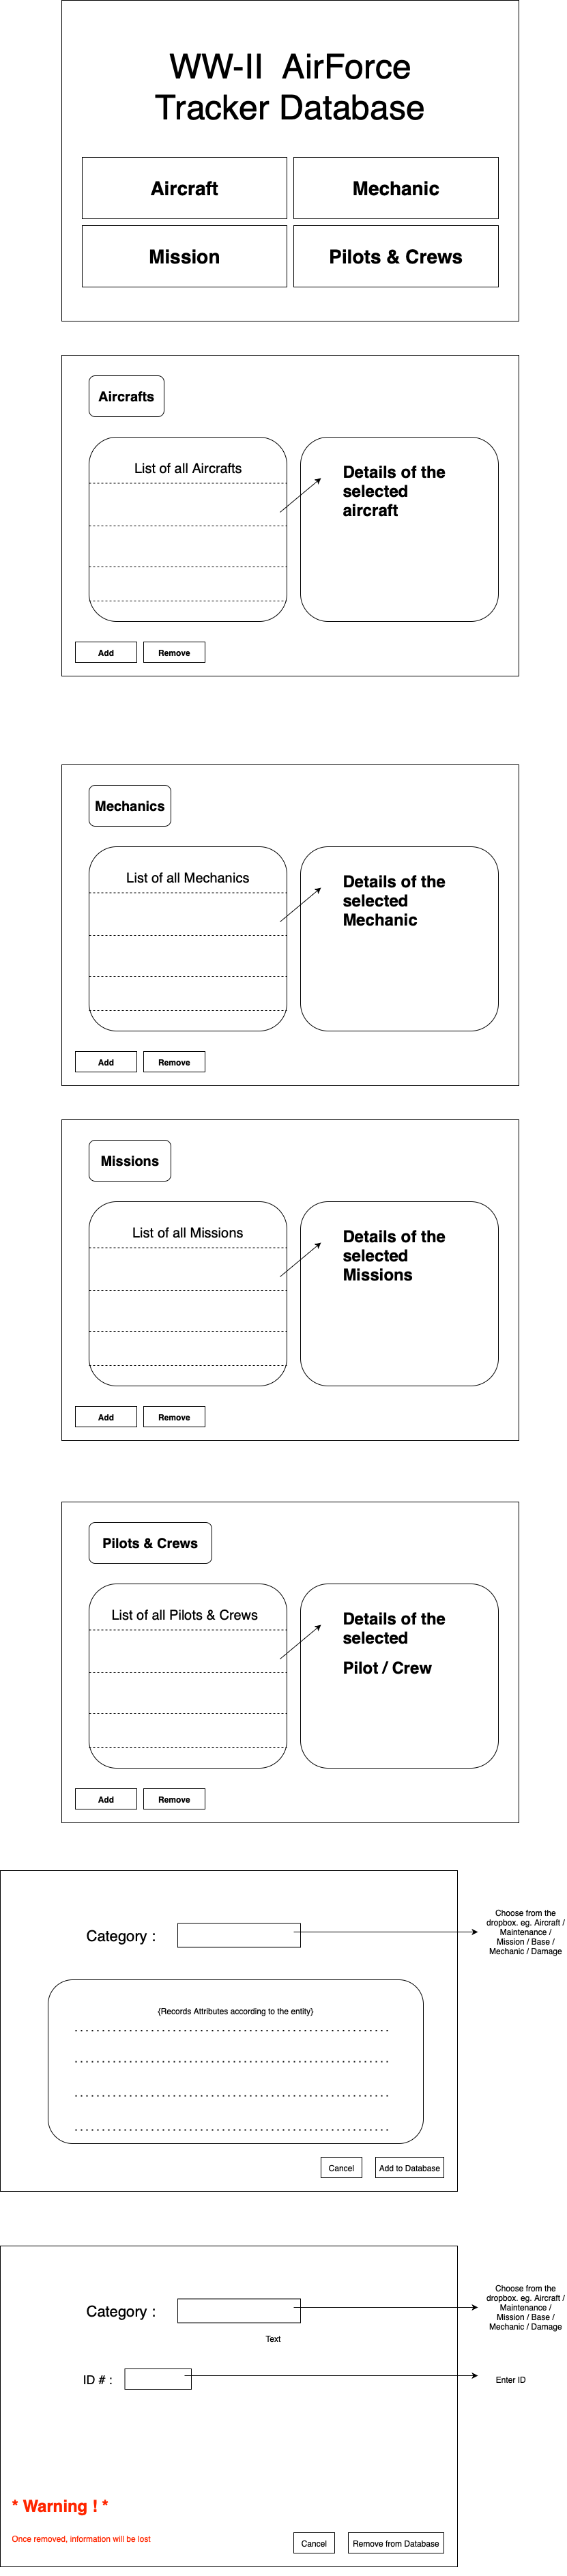 WW-II AirForce
Tracker Database
Aircraft
Mechanic
Mission
Pilots & Crews
Aircrafts
List of all Aircrafts
Details of the
selected
aircraft
Add
Remove
Mechanics
List of all Mechanics
Details of the
selected
Mechanic
Add
Remove
Missions
List of all Missions
Details of the
selected
Missions
Add
Remove
Pilots & Crews
List of all Pilots & Crews
Details of the
selected
Pilot / Crew
Add
Remove
Category :
Choose from the
dropbox. eg. Aircraft /
Maintenance /
Mission / Base /
Mechanic / Damage
{Records Attributes according to the entity}
Cancel
Add to Database
Category :
Choose from the
dropbox. eg. Aircraft /
Maintenance /
Mission / Base /
Mechanic / Damage
Text
ID # :
Enter ID
* Warning ! *
Once removed, information will be lost
Cancel
Remove from Database